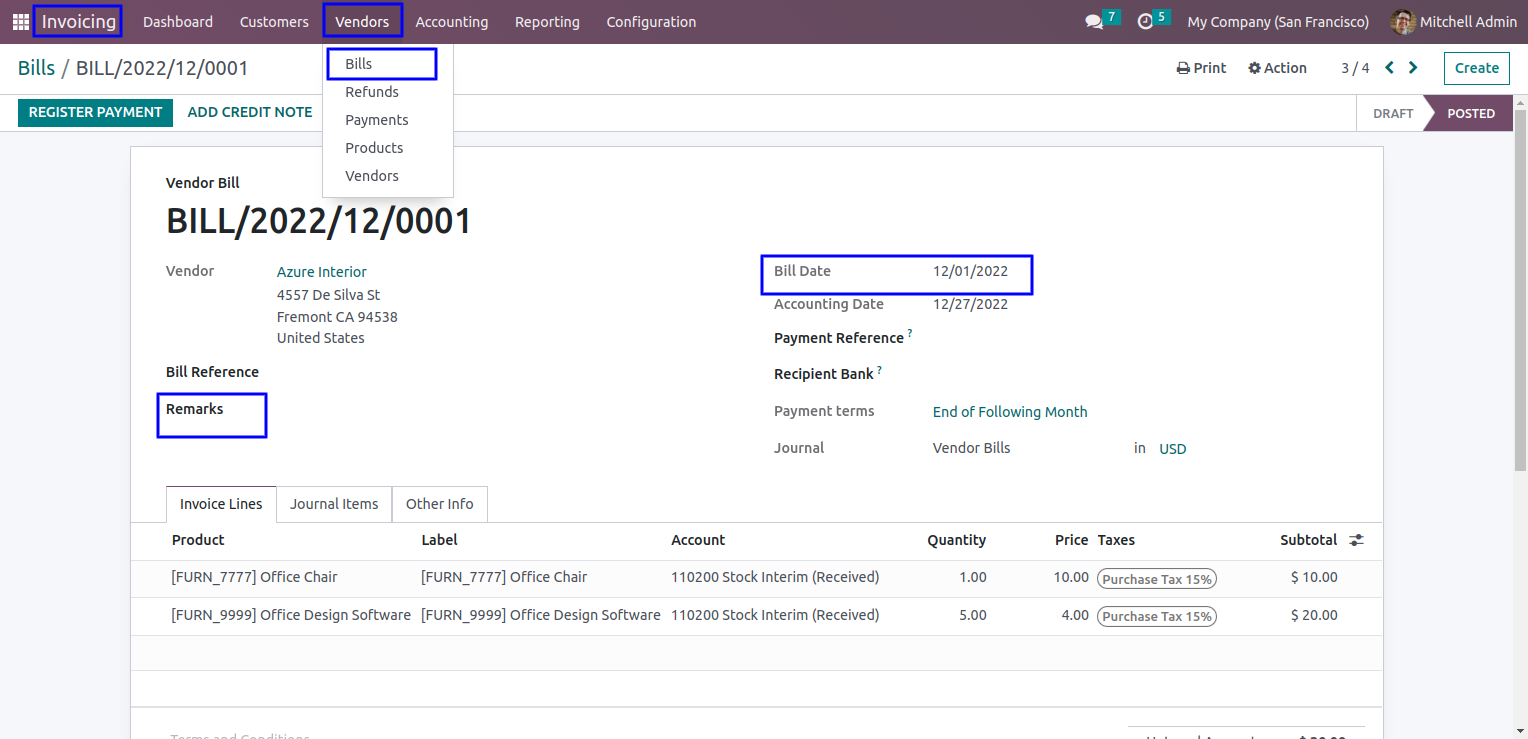 Invoicing Dashboard Customers Vendors Accounting Reporting Configuration 7 5 My Company (San Francisco) Mitchell Admin
Bills / BILL/2022/12/0001 Print Action 3 / 4 Create
Bills
Refunds
Payments
Products
Vendors
REGISTER PAYMENT ADD CREDIT NOTE DRAFT POSTED
Vendor Bill
BILL/2022/12/0001
Vendor Azure Interior
4557 De Silva St
Fremont CA 94538
United States
Bill Reference
Remarks
Bill Date 12/01/2022
Accounting Date 12/27/2022
Payment Reference ?
Recipient Bank ?
Payment terms End of Following Month
Journal Vendor Bills in USD
Invoice Lines Journal Items Other Info
Product Label Account Quantity Price Taxes Subtotal
[FURN_7777] Office Chair [FURN_7777] Office Chair 110200 Stock Interim (Received) 1.00 10.00 Purchase Tax 15% $ 10.00
[FURN_9999] Office Design Software [FURN_9999] Office Design Software 110200 Stock Interim (Received) 5.00 4.00 Purchase Tax 15% $ 20.00
Terms and Conditions